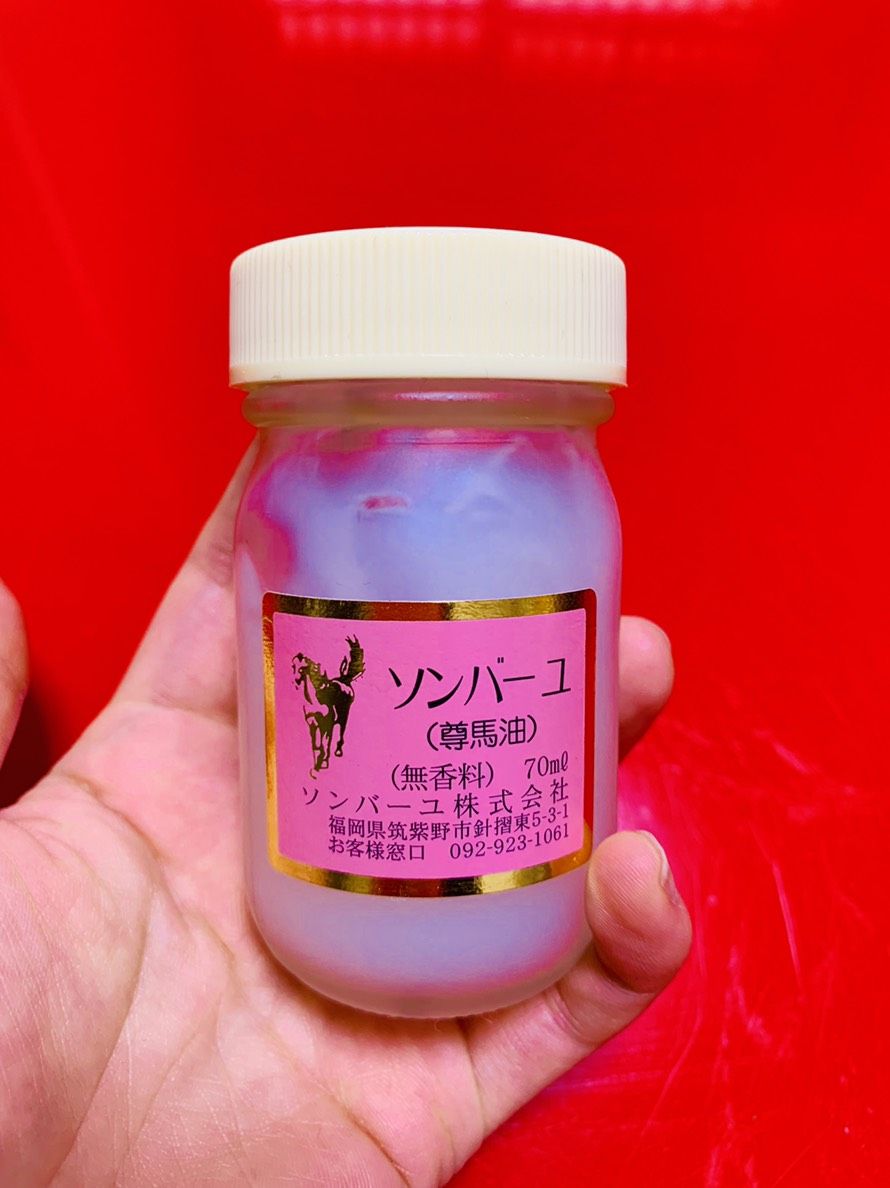 ソンバーユ
(尊馬油)
(無香料) 70mℓ
ソンバーユ株式会社
福岡県筑紫野市針摺東5-3-1
お客様窓口 092-923-1061